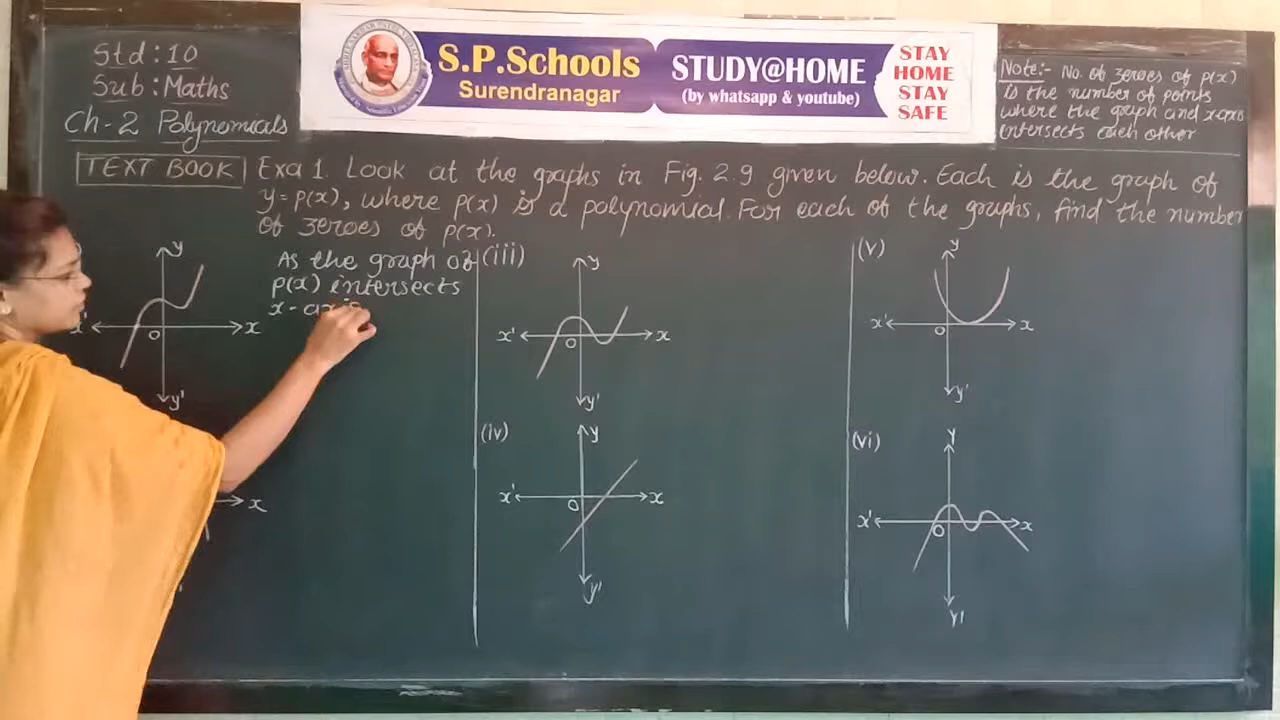 Std : 10
Sub : Maths
Ch-2 Polynomials
S.P.Schools
Surendranagar
STUDY@HOME
(by whatsapp & youtube)
STAY
HOME
STAY
SAFE
Note:- No. of zeroes of p(x)
is the number of points
where the graph and x-axis
intersects each other
TEXT BOOK
Exa 1. Look at the graphs in Fig. 2.9 given below. Each is the graph of
y = p(x), where p(x) is a polynomial. For each of the graphs, find the number
of zeroes of p(x).
y
x'
O
x
y'
As the graph of
p(x) intersects
x-axis
x
(iii)
y
x'
O
x
y'
(iv)
y
x'
O
x
y'
(v)
y
x'
x
y'
(vi)
y
x'
O
x
y'